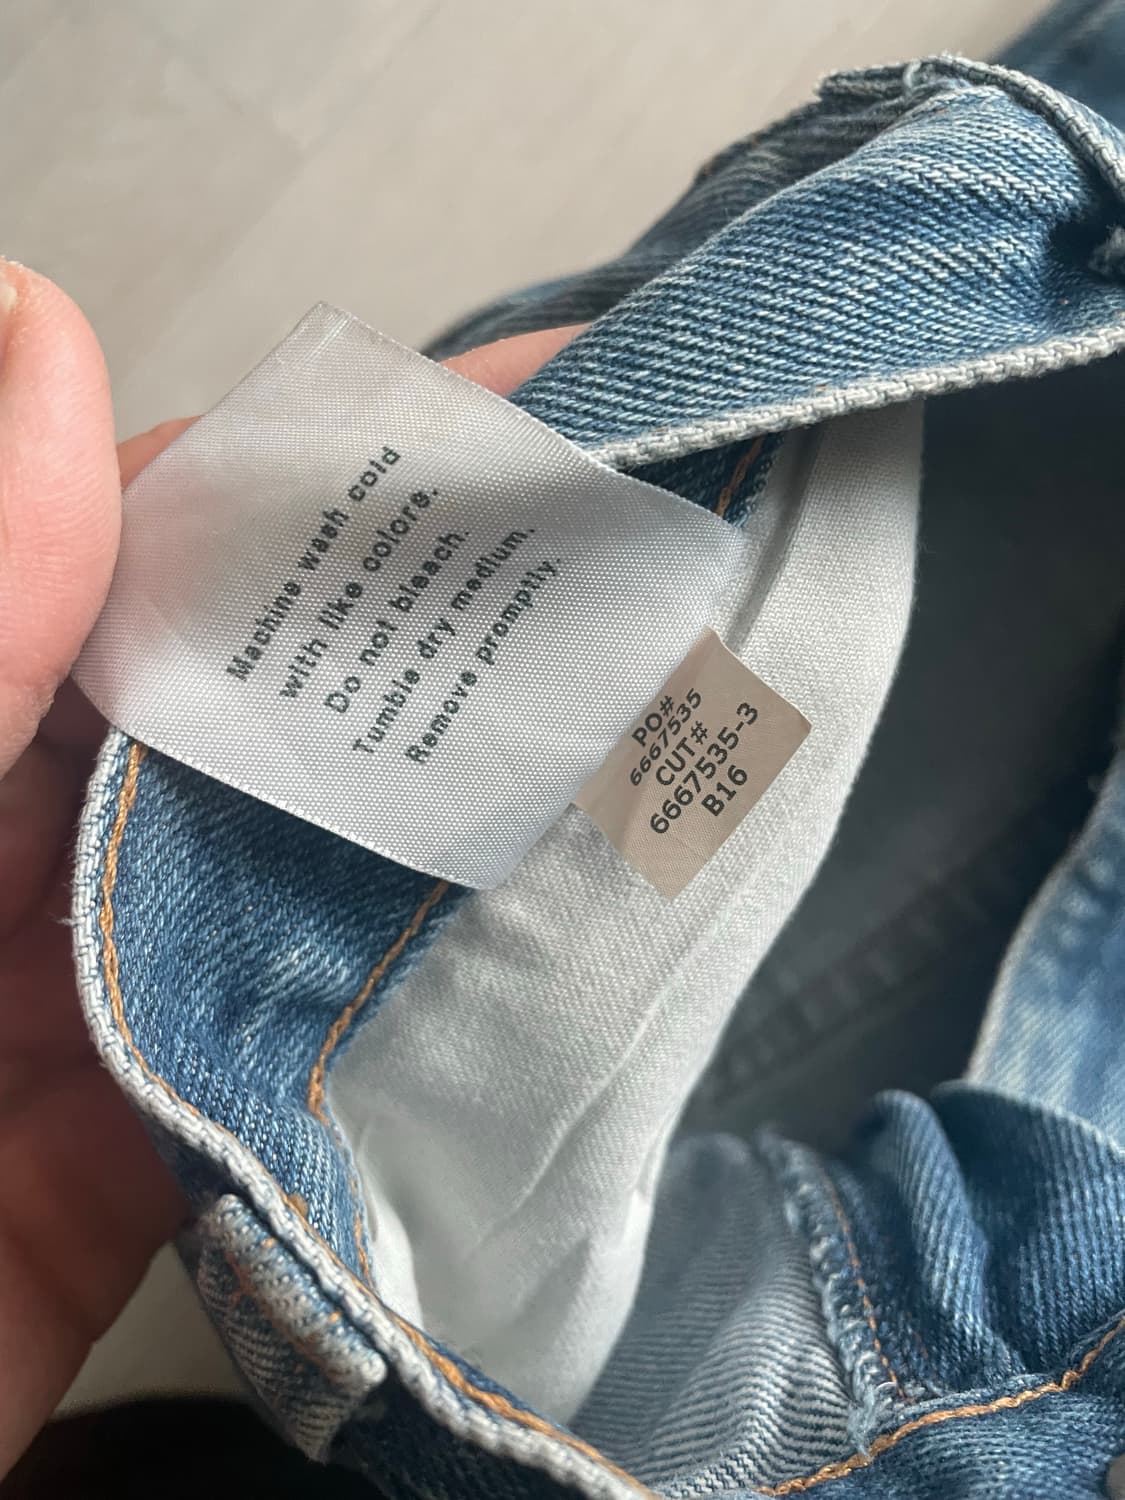 Machine wash cold
with like colors.
Do not bleach.
Tumble dry medium.
Remove promptly.
PO#
6667535
CUT#
6667535-3
B16